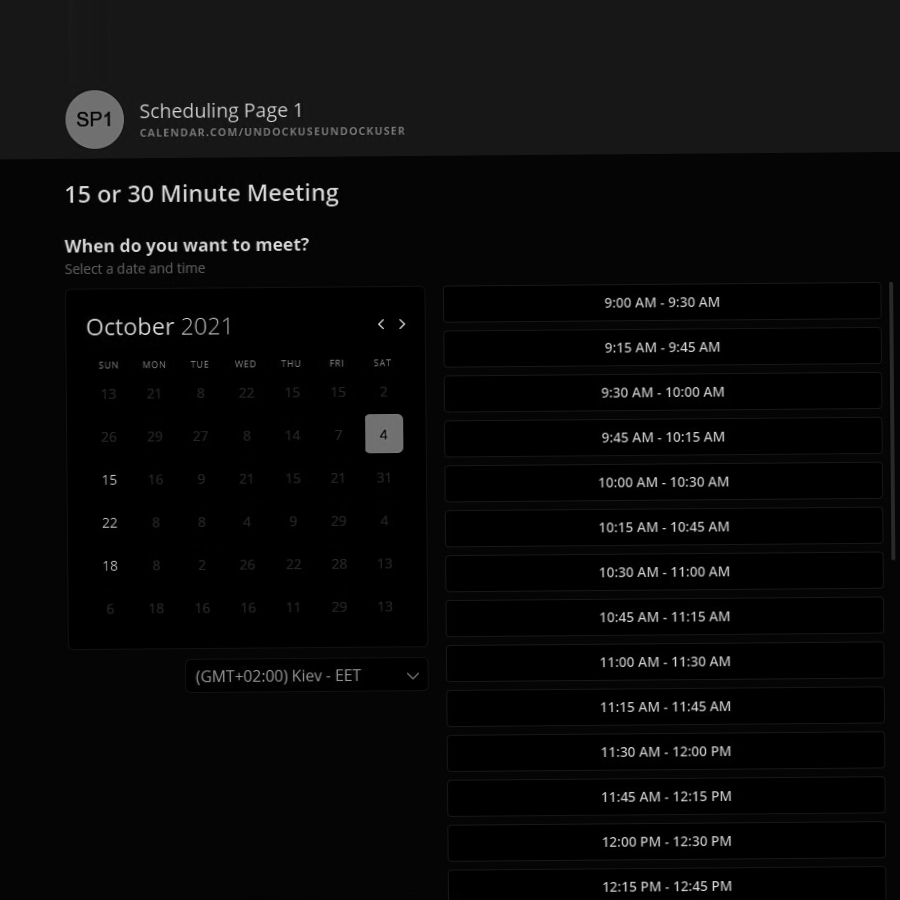 SP1
Scheduling Page 1
CALENDAR.COM/UNDOCKUSEUNDOCKUSER
15 or 30 Minute Meeting
When do you want to meet?
Select a date and time
October 2021
SUN MON TUE WED THU FRI SAT
13 21 8 22 15 15 2
26 29 27 8 14 7 4
15 16 9 21 15 21 31
22 8 8 4 9 29 4
18 8 2 26 22 28 13
6 18 16 16 11 29 13
(GMT+02:00) Kiev - EET
9:00 AM - 9:30 AM
9:15 AM - 9:45 AM
9:30 AM - 10:00 AM
9:45 AM - 10:15 AM
10:00 AM - 10:30 AM
10:15 AM - 10:45 AM
10:30 AM - 11:00 AM
10:45 AM - 11:15 AM
11:00 AM - 11:30 AM
11:15 AM - 11:45 AM
11:30 AM - 12:00 PM
11:45 AM - 12:15 PM
12:00 PM - 12:30 PM
12:15 PM - 12:45 PM